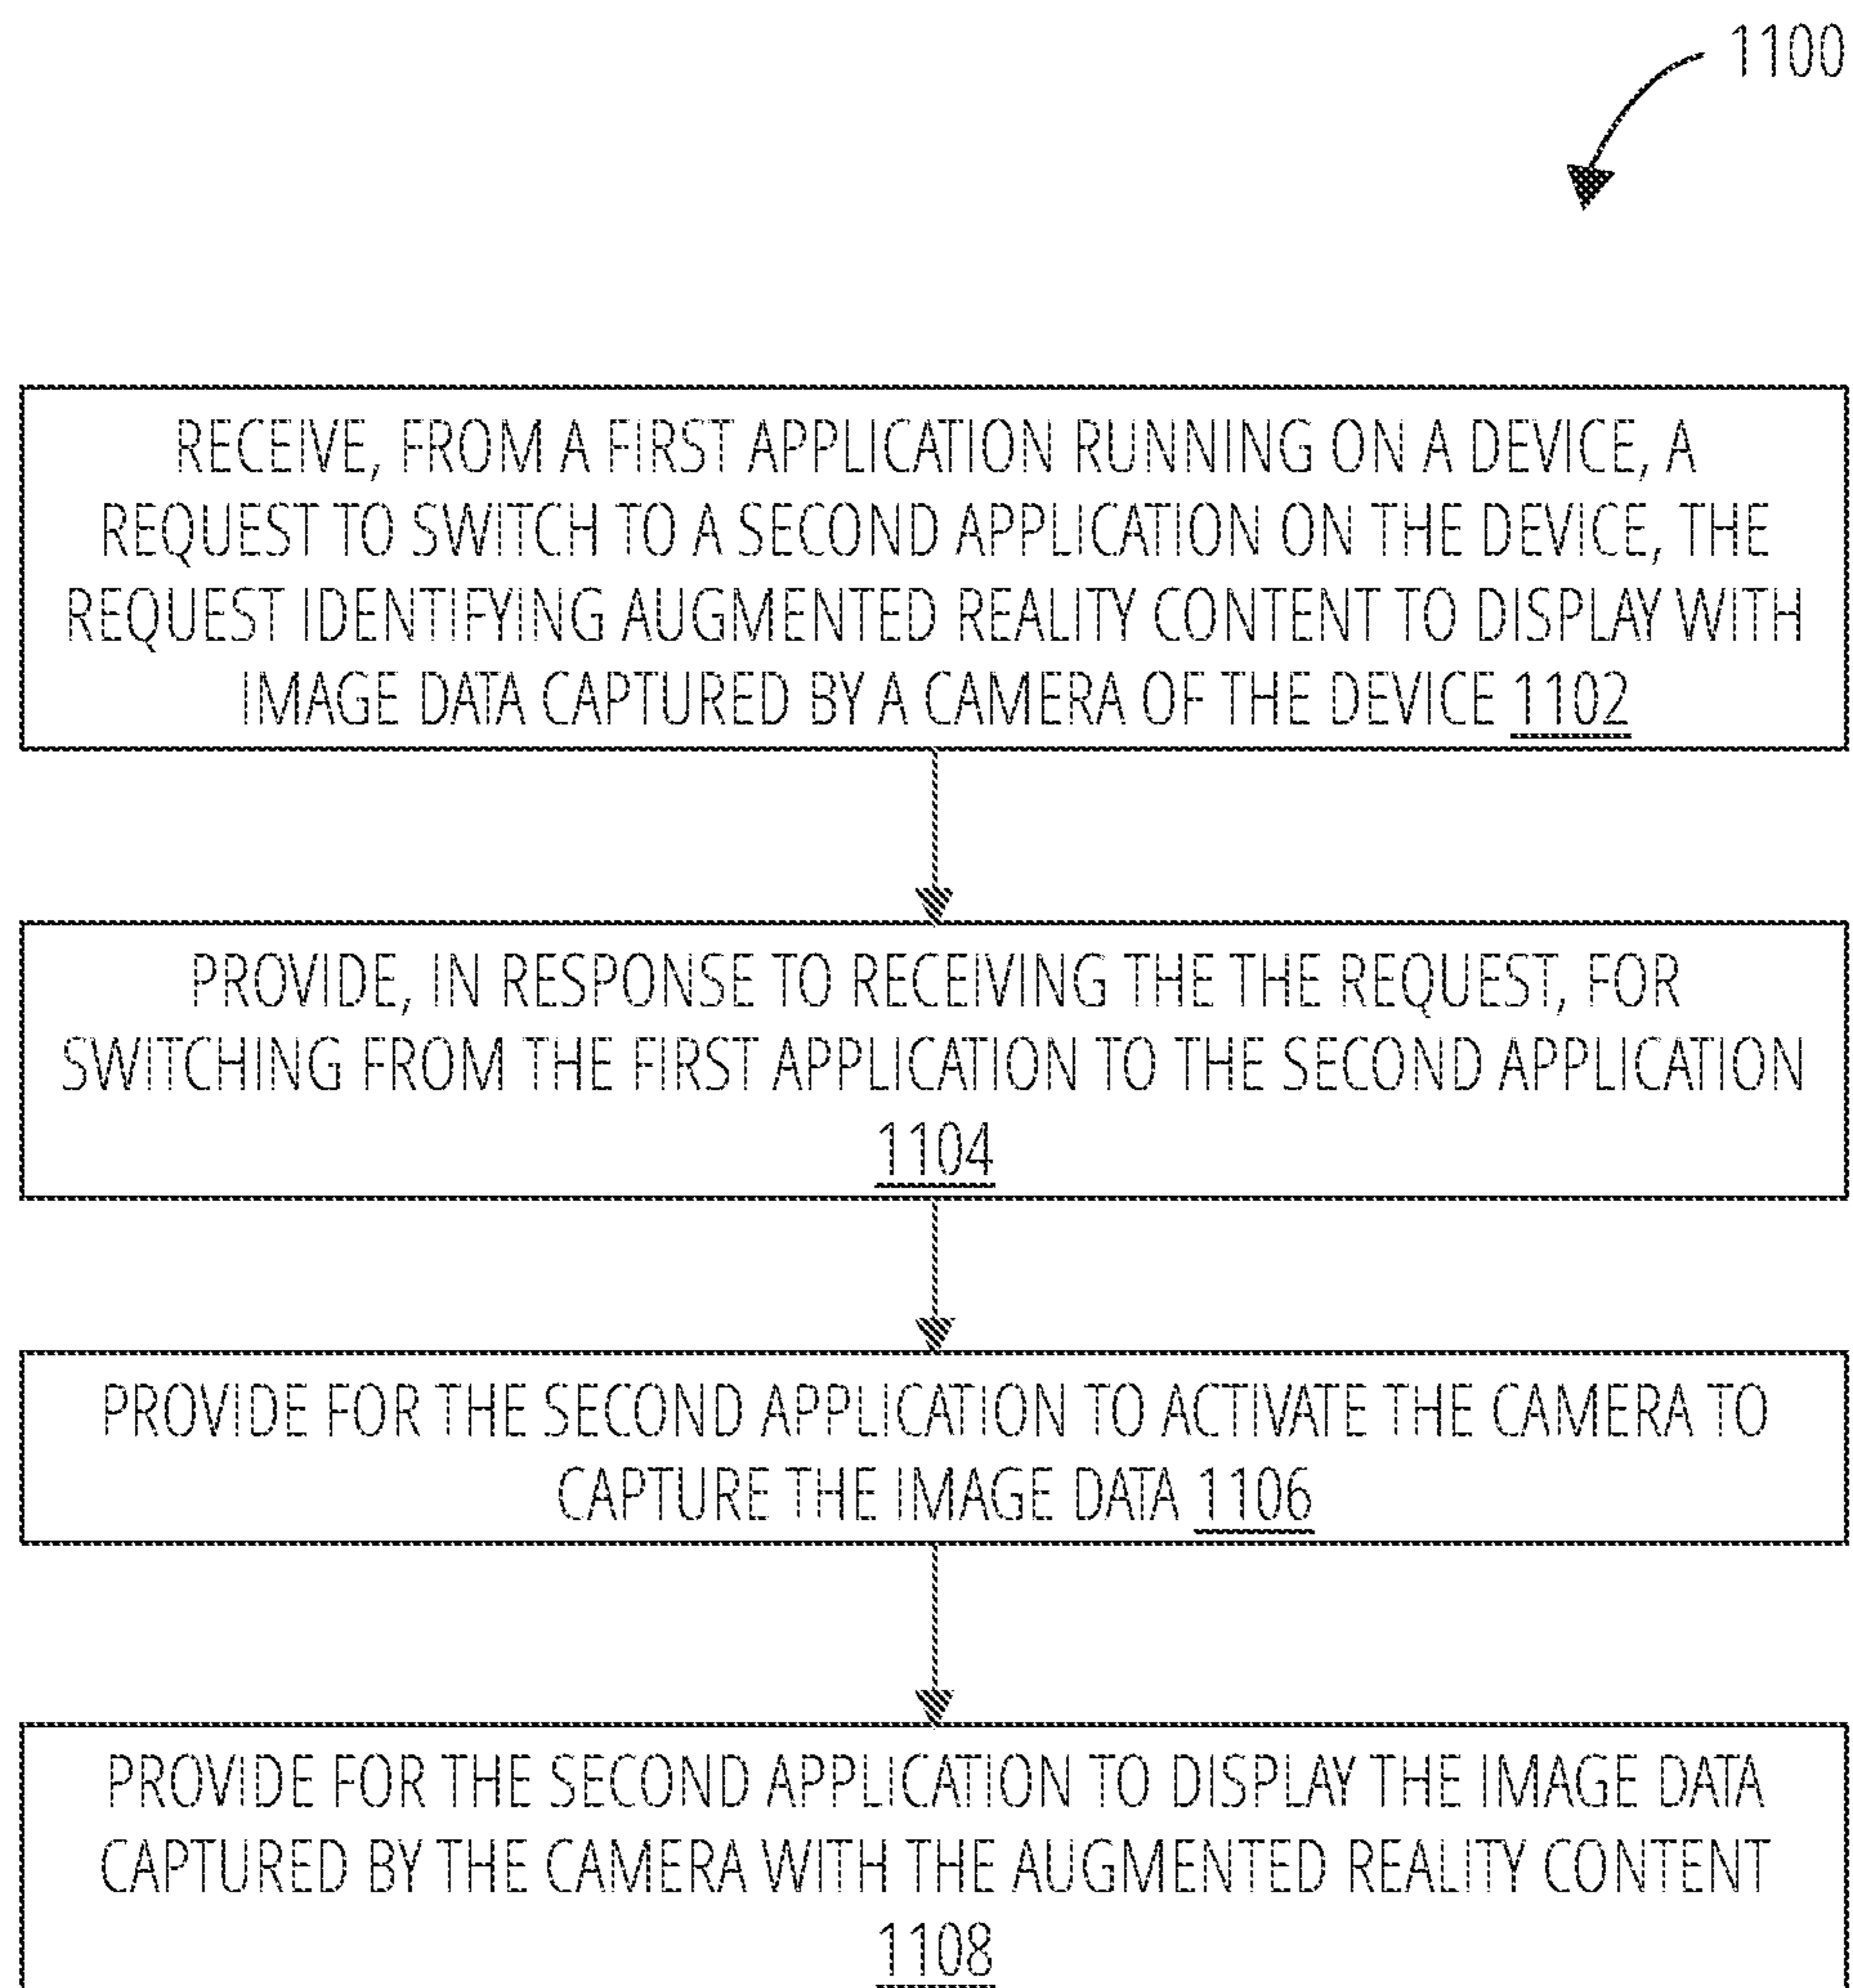 1100
RECEIVE, FROM A FIRST APPLICATION RUNNING ON A DEVICE, A
REQUEST TO SWITCH TO A SECOND APPLICATION ON THE DEVICE, THE
REQUEST IDENTIFYING AUGMENTED REALITY CONTENT TO DISPLAY WITH
IMAGE DATA CAPTURED BY A CAMERA OF THE DEVICE 1102
PROVIDE, IN RESPONSE TO RECEIVING THE THE REQUEST, FOR
SWITCHING FROM THE FIRST APPLICATION TO THE SECOND APPLICATION
1104
PROVIDE FOR THE SECOND APPLICATION TO ACTIVATE THE CAMERA TO
CAPTURE THE IMAGE DATA 1106
PROVIDE FOR THE SECOND APPLICATION TO DISPLAY THE IMAGE DATA
CAPTURED BY THE CAMERA WITH THE AUGMENTED REALITY CONTENT
1108